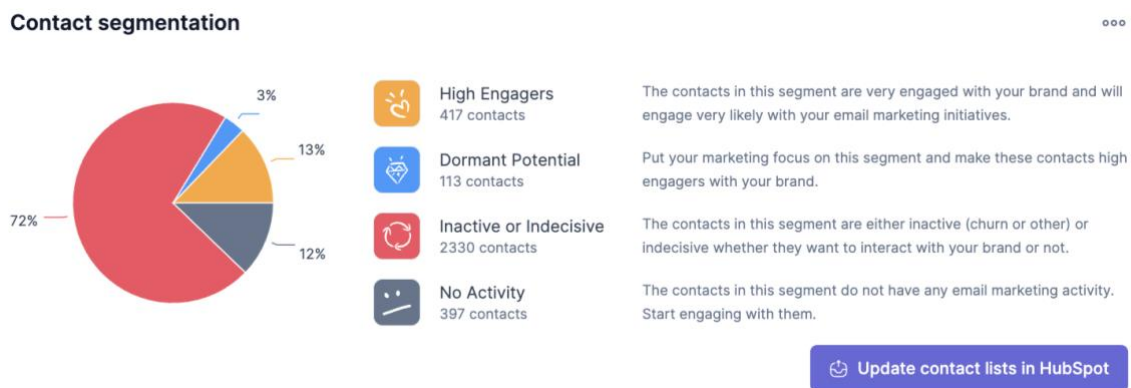 Contact segmentation
3%
13%
72%
12%
High Engagers
417 contacts
The contacts in this segment are very engaged with your brand and will
engage very likely with your email marketing initiatives.
Dormant Potential
113 contacts
Put your marketing focus on this segment and make these contacts high
engagers with your brand.
Inactive or Indecisive
2330 contacts
The contacts in this segment are either inactive (churn or other) or
indecisive whether they want to interact with your brand or not.
No Activity
397 contacts
The contacts in this segment do not have any email marketing activity.
Start engaging with them.
Update contact lists in HubSpot